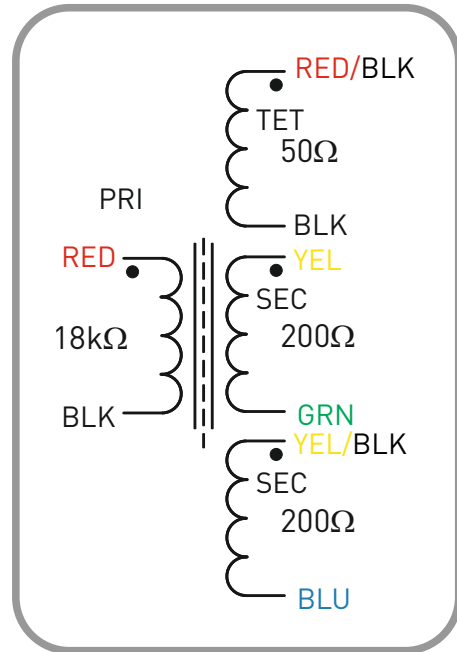 RED/BLK
TET
50Ω
PRI
BLK
RED
YEL
SEC
18kΩ
200Ω
BLK
GRN
YEL/BLK
SEC
200Ω
BLU